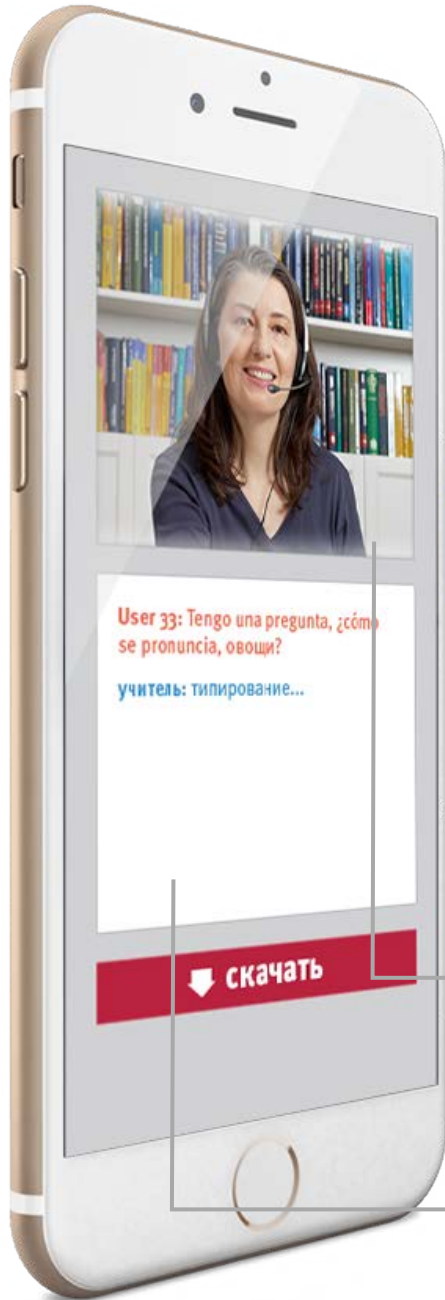 User 33: Tengo una pregunta, ¿cómo
se pronuncia, овощи?
учитель: типирование...
скачать